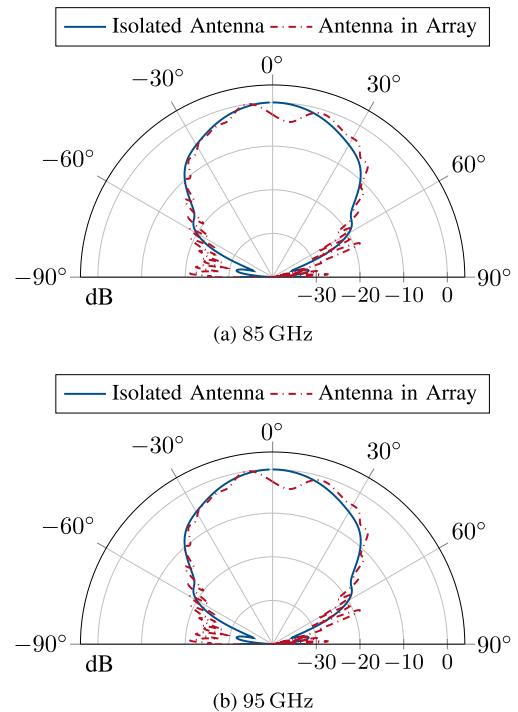 Isolated Antenna Antenna in Array
0°
−30° 30°
−60° 60°
−90° 90°
dB −30 −20 −10 0
(a) 85 GHz
Isolated Antenna Antenna in Array
0°
−30° 30°
−60° 60°
−90° 90°
dB −30 −20 −10 0
(b) 95 GHz